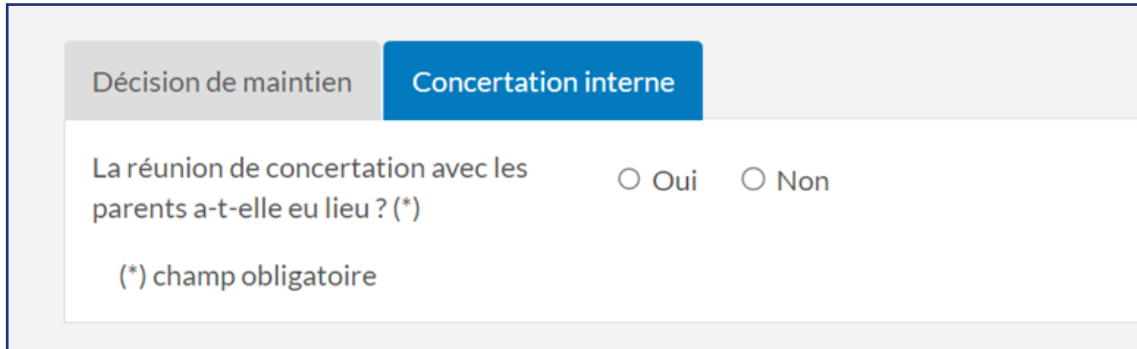 Décision de maintien
Concertation interne
La réunion de concertation avec les
parents a-t-elle eu lieu ? (*)
Oui
Non
(*) champ obligatoire